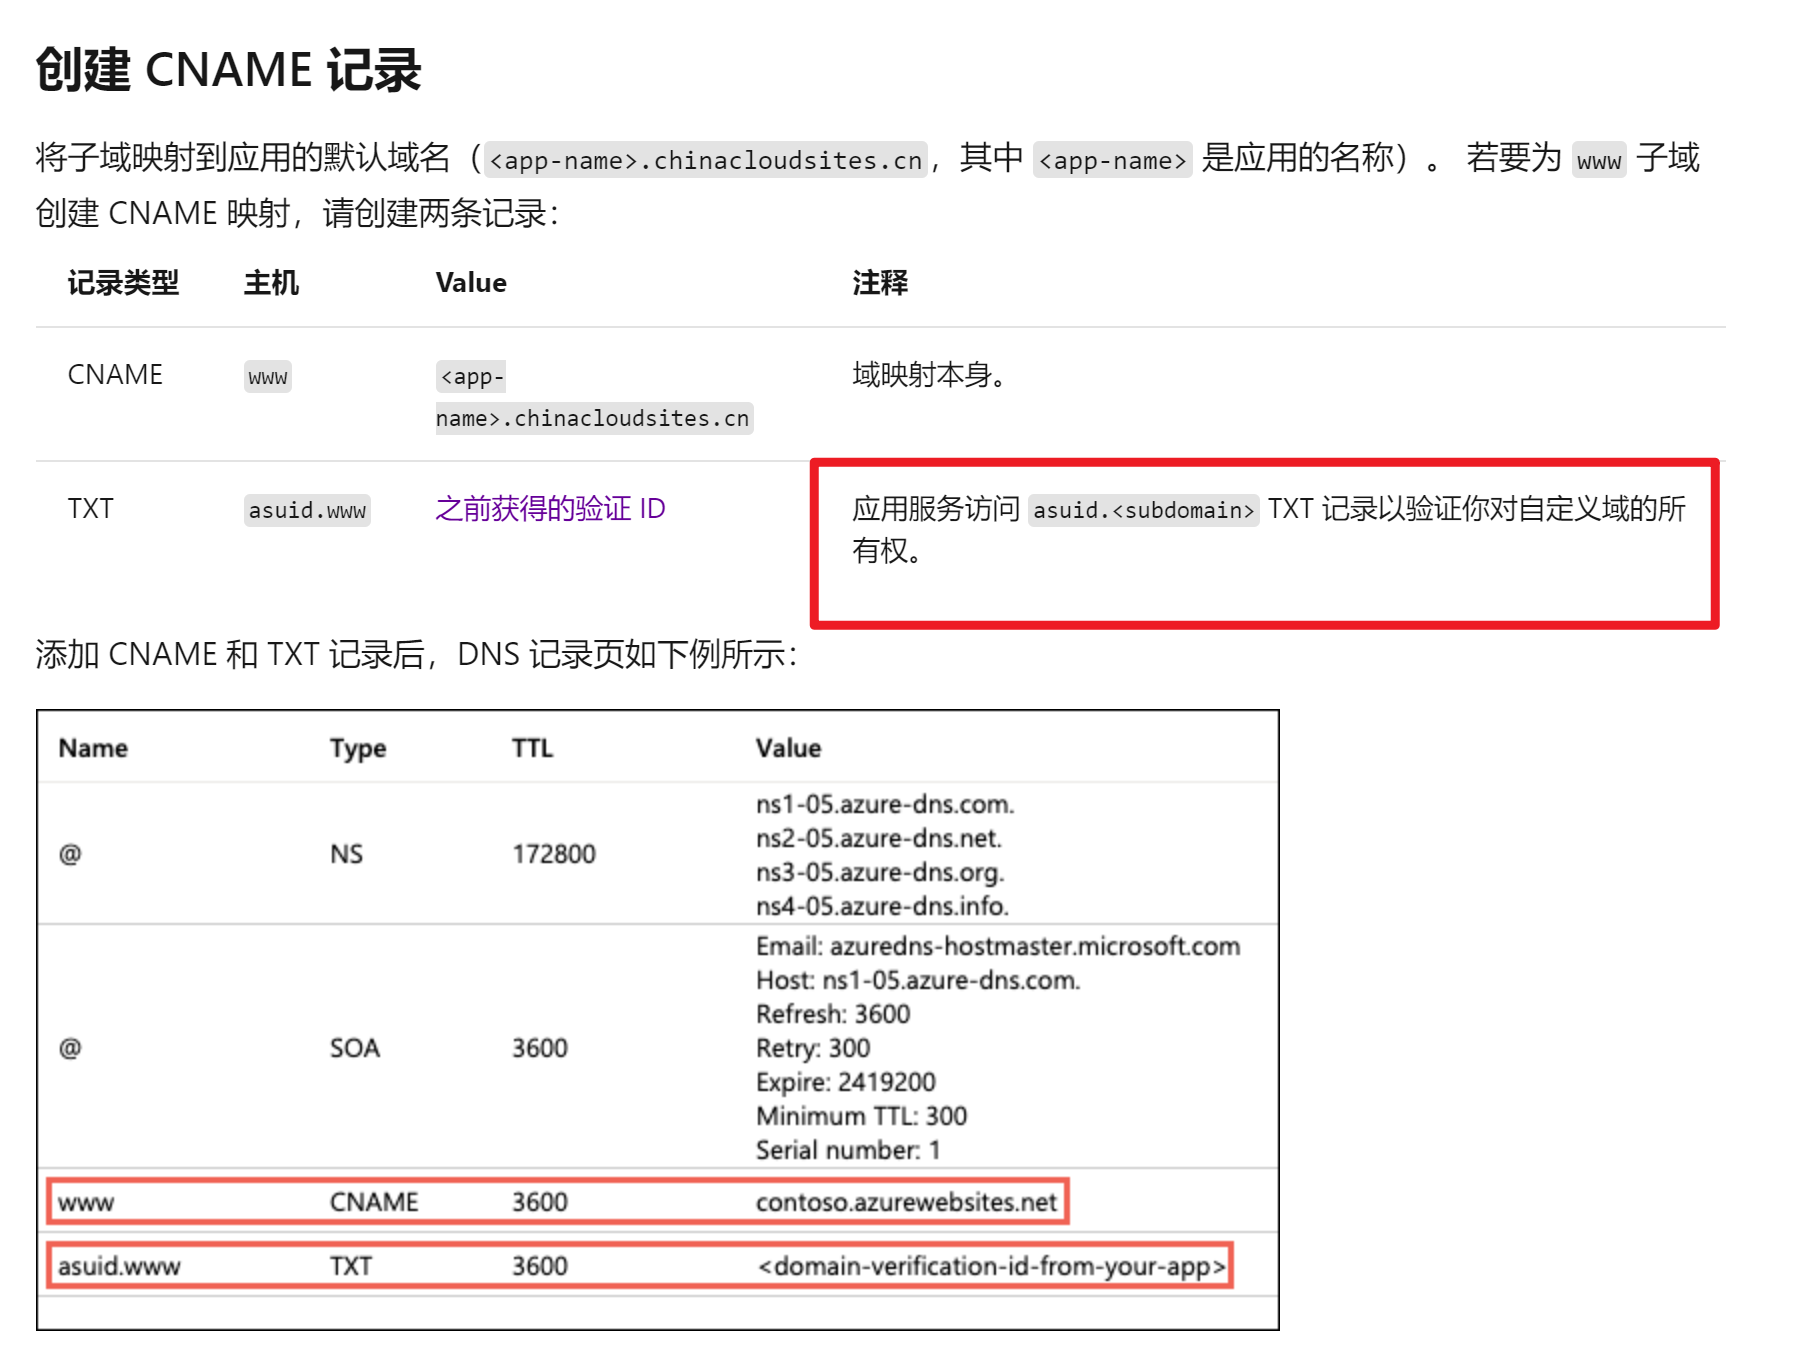 创建 CNAME 记录
将子域映射到应用的默认域名（<app-name>.chinacloudsites.cn，其中 <app-name> 是应用的名称）。 若要为 www 子域
创建 CNAME 映射，请创建两条记录：
记录类型 主机 Value 注释
CNAME www <app- 域映射本身。
name>.chinacloudsites.cn
TXT asuid.www 之前获得的验证 ID 应用服务访问 asuid.<subdomain> TXT 记录以验证你对自定义域的所
有权。
添加 CNAME 和 TXT 记录后，DNS 记录页如下例所示：
Name Type TTL Value
ns1-05.azure-dns.com.
ns2-05.azure-dns.net.
@ NS 172800
ns3-05.azure-dns.org.
ns4-05.azure-dns.info.
Email: azuredns-hostmaster.microsoft.com
Host: ns1-05.azure-dns.com.
Refresh: 3600
@ SOA 3600 Retry: 300
Expire: 2419200
Minimum TTL: 300
Serial number: 1
www CNAME 3600 contoso.azurewebsites.net
asuid.www TXT 3600 <domain-verification-id-from-your-app>